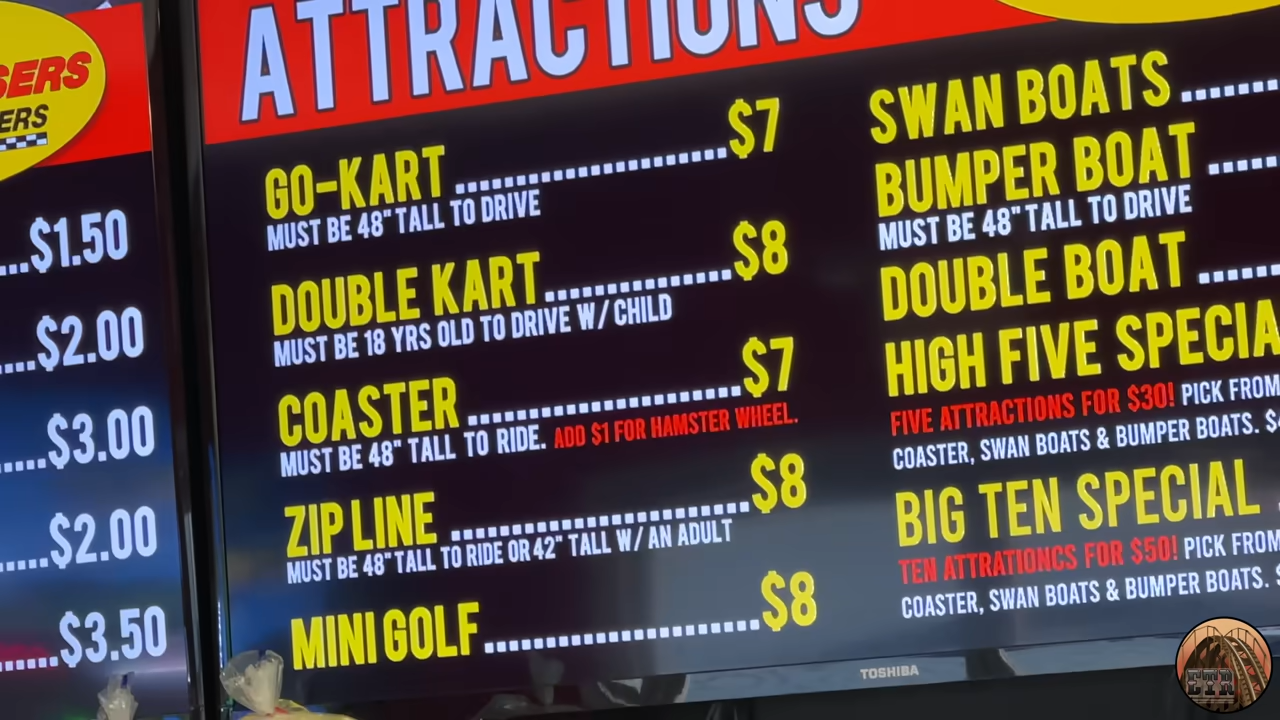 SERS
ERS
$1.50
$2.00
$3.00
$2.00
$3.50
ATTRACTIONS
GO-KART ........ $7
MUST BE 48" TALL TO DRIVE
DOUBLE KART ........ $8
MUST BE 18 YRS OLD TO DRIVE W/ CHILD
COASTER ........ $7
MUST BE 48" TALL TO RIDE. ADD $1 FOR HAMSTER WHEEL.
ZIP LINE ........ $8
MUST BE 48" TALL TO RIDE OR 42" TALL W/ AN ADULT
MINI GOLF ........ $8
SWAN BOATS ........
BUMPER BOAT ........
MUST BE 48" TALL TO DRIVE
DOUBLE BOAT ........
HIGH FIVE SPECIA
FIVE ATTRACTIONS FOR $30! PICK FROM
COASTER, SWAN BOATS & BUMPER BOATS.
BIG TEN SPECIAL
TEN ATTRATIONCS FOR $50! PICK FROM
COASTER, SWAN BOATS & BUMPER BOATS.
TOSHIBA
ETR